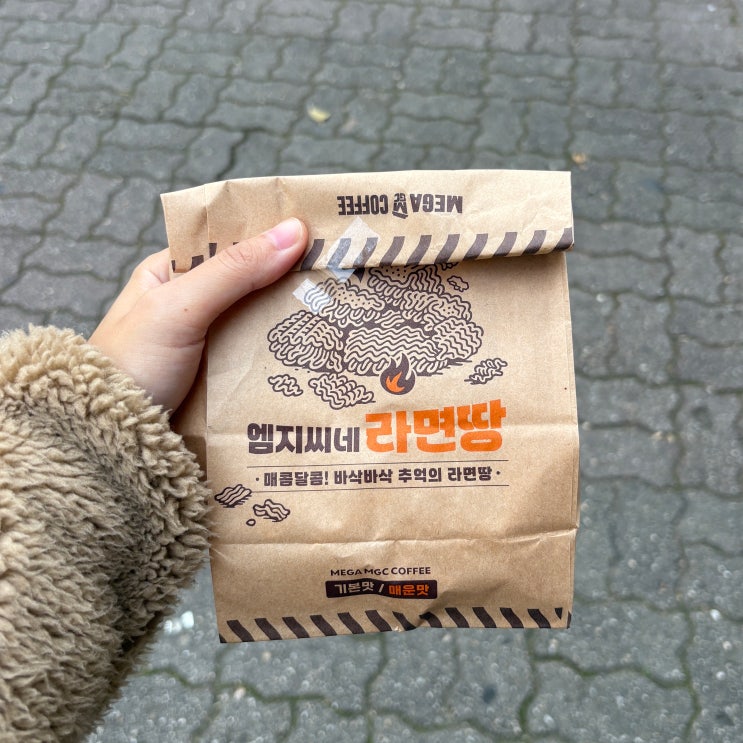 MEGA MGC COFFEE
엠지씨네 라면땅
· 매콤달콤! 바삭바삭 추억의 라면땅 ·
MEGA MGC COFFEE
기본맛 / 매운맛